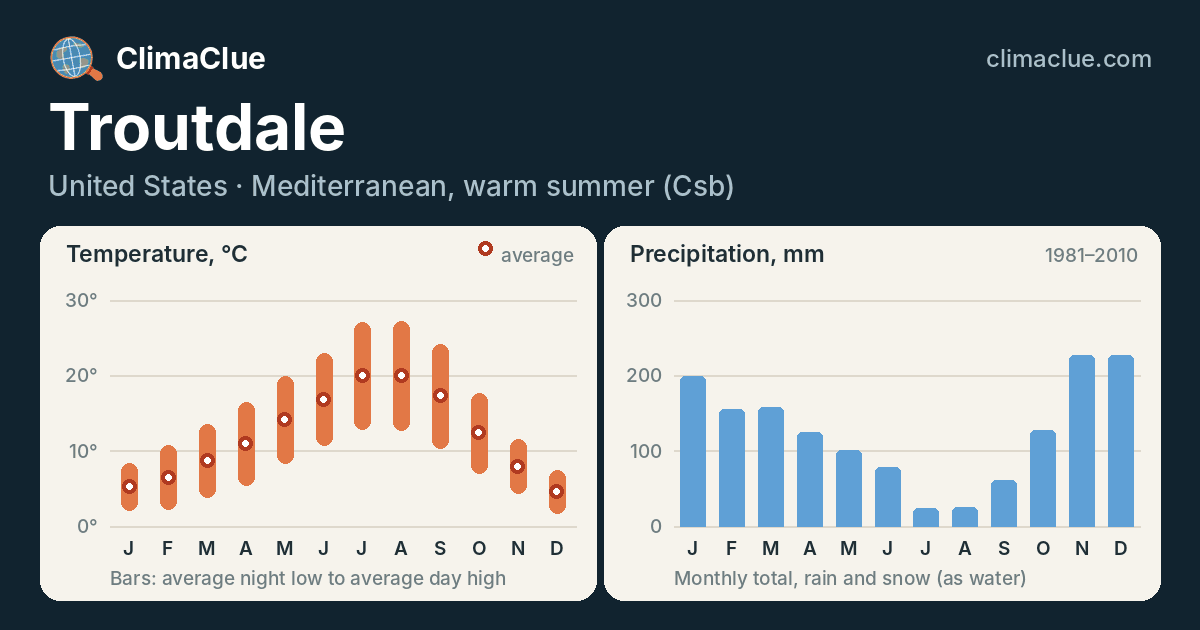 ClimaClue
climaclue.com
Troutdale
United States · Mediterranean, warm summer (Csb)
Temperature, °C
average
30°
20°
10°
0°
J F M A M J J A S O N D
Bars: average night low to average day high
Precipitation, mm
1981–2010
300
200
100
0
J F M A M J J A S O N D
Monthly total, rain and snow (as water)